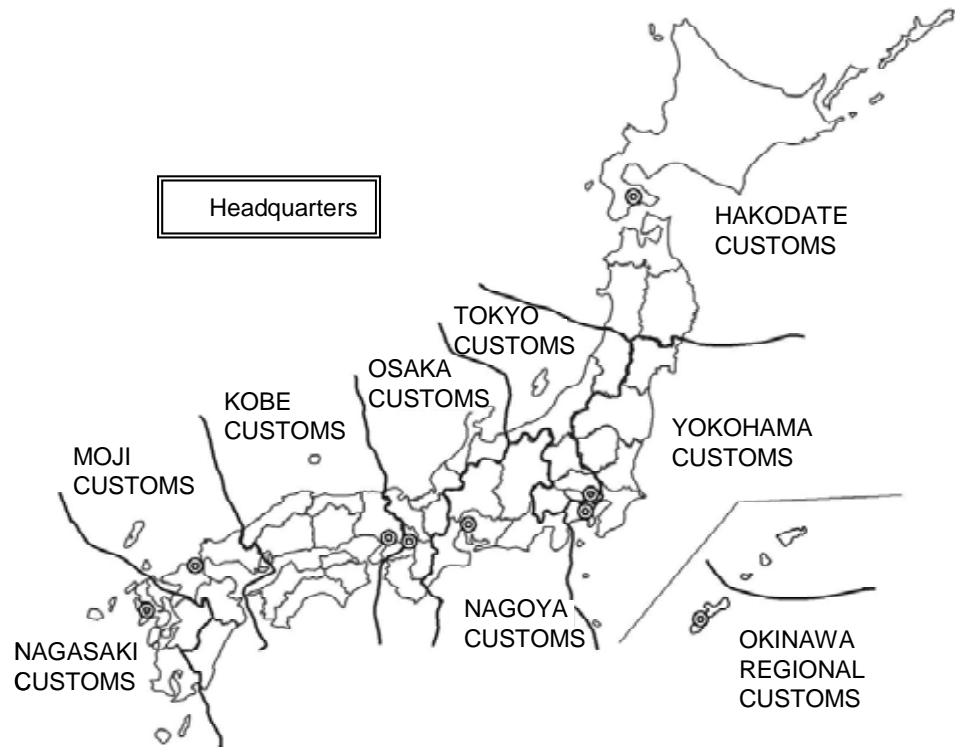 Headquarters
HAKODATE
CUSTOMS
TOKYO
CUSTOMS
OSAKA
CUSTOMS
KOBE
CUSTOMS
YOKOHAMA
CUSTOMS
MOJI
CUSTOMS
NAGOYA
CUSTOMS
NAGASAKI
CUSTOMS
OKINAWA
REGIONAL
CUSTOMS